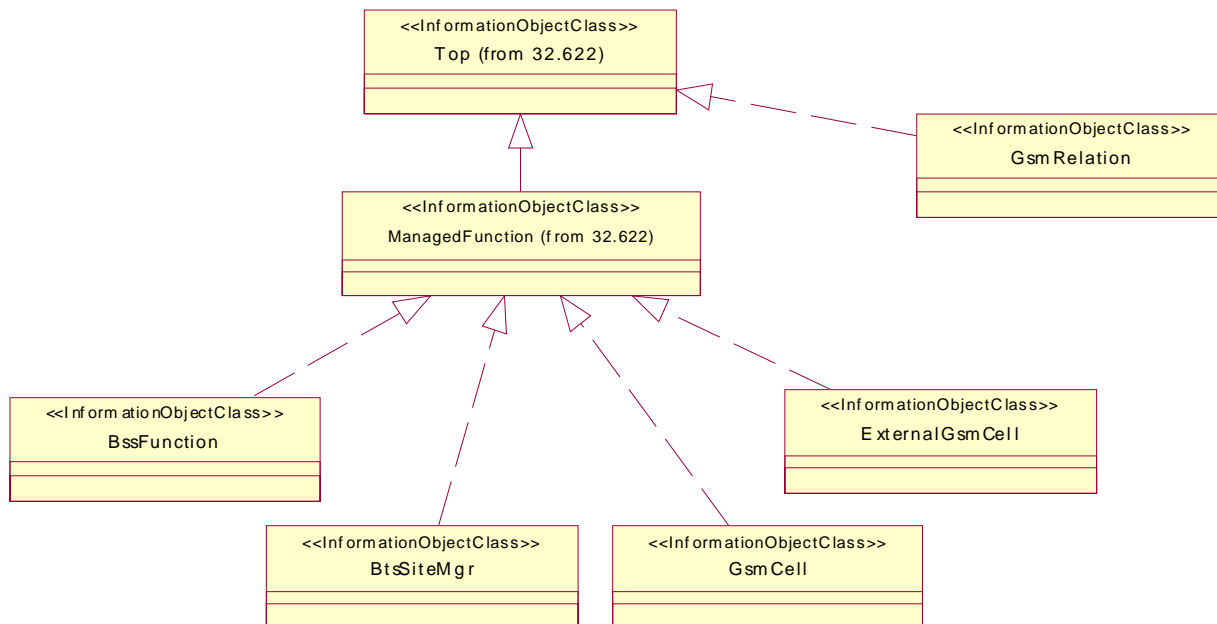 <<InformationObjectClass>>
Top (from 32.622)
<<InformationObjectClass>>
GsmRelation
<<InformationObjectClass>>
ManagedFunction (from 32.622)
<<InformationObjectClass>>
BssFunction
<<InformationObjectClass>>
ExternalGsmCell
<<InformationObjectClass>>
BtsSiteMgr
<<InformationObjectClass>>
GsmCell